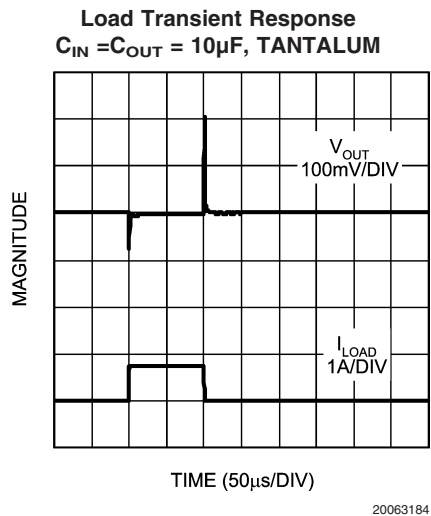 Load Transient Response
C_IN =C_OUT = 10µF, TANTALUM
V_OUT
100mV/DIV
MAGNITUDE
I_LOAD
1A/DIV
TIME (50µs/DIV)
20063184